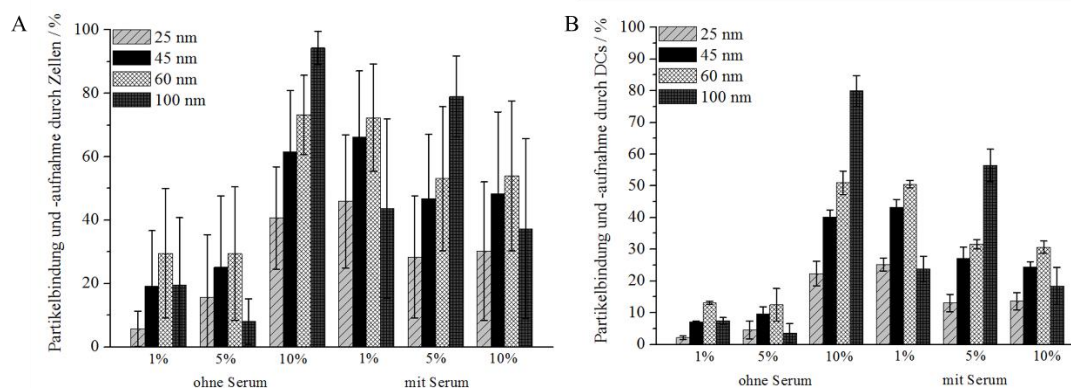 A
Partikelbindung und -aufnahme durch Zellen / %
100
80
60
40
20
0
25 nm
45 nm
60 nm
100 nm
1% 5% 10% 1% 5% 10%
ohne Serum mit Serum
B
Partikelbindung und -aufnahme durch DCs / %
100
90
80
70
60
50
40
30
20
10
0
25 nm
45 nm
60 nm
100 nm
1% 5% 10% 1% 5% 10%
ohne Serum mit Serum